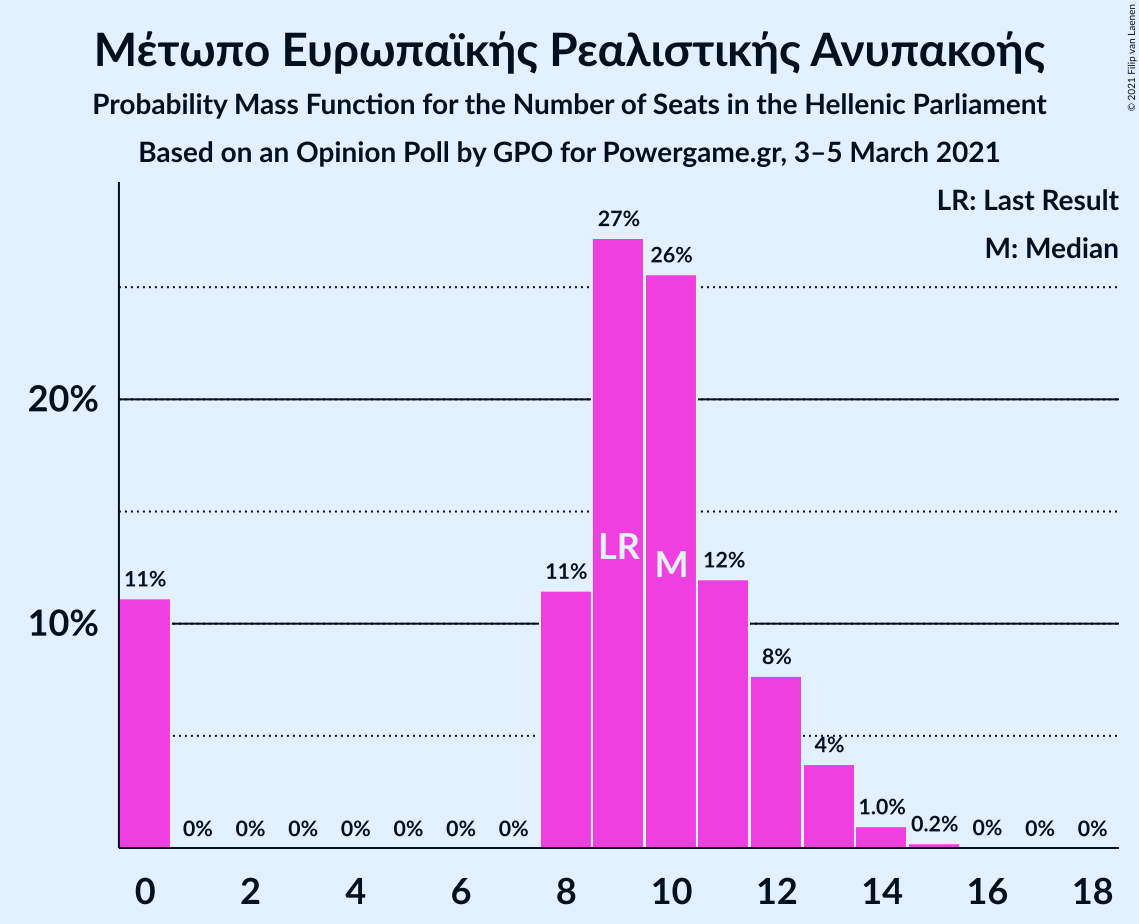 Μέτωπο Ευρωπαϊκής Ρεαλιστικής Ανυπακοής
Probability Mass Function for the Number of Seats in the Hellenic Parliament
Based on an Opinion Poll by GPO for Powergame.gr, 3–5 March 2021
© 2021 Filip van Laenen
LR: Last Result
M: Median
27%
26%
20%
LR
M
11%
11%
12%
10%
8%
4%
1.0%
0.2%
0% 0% 0% 0% 0% 0% 0% 0% 0% 0%
0 2 4 6 8 10 12 14 16 18